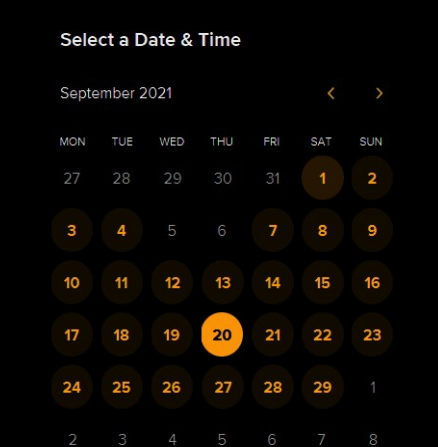 Select a Date & Time
September 2021
MON TUE WED THU FRI SAT SUN
27 28 29 30 31 1 2
3 4 5 6 7 8 9
10 11 12 13 14 15 16
17 18 19 20 21 22 23
24 25 26 27 28 29 1
2 3 4 5 6 7 8